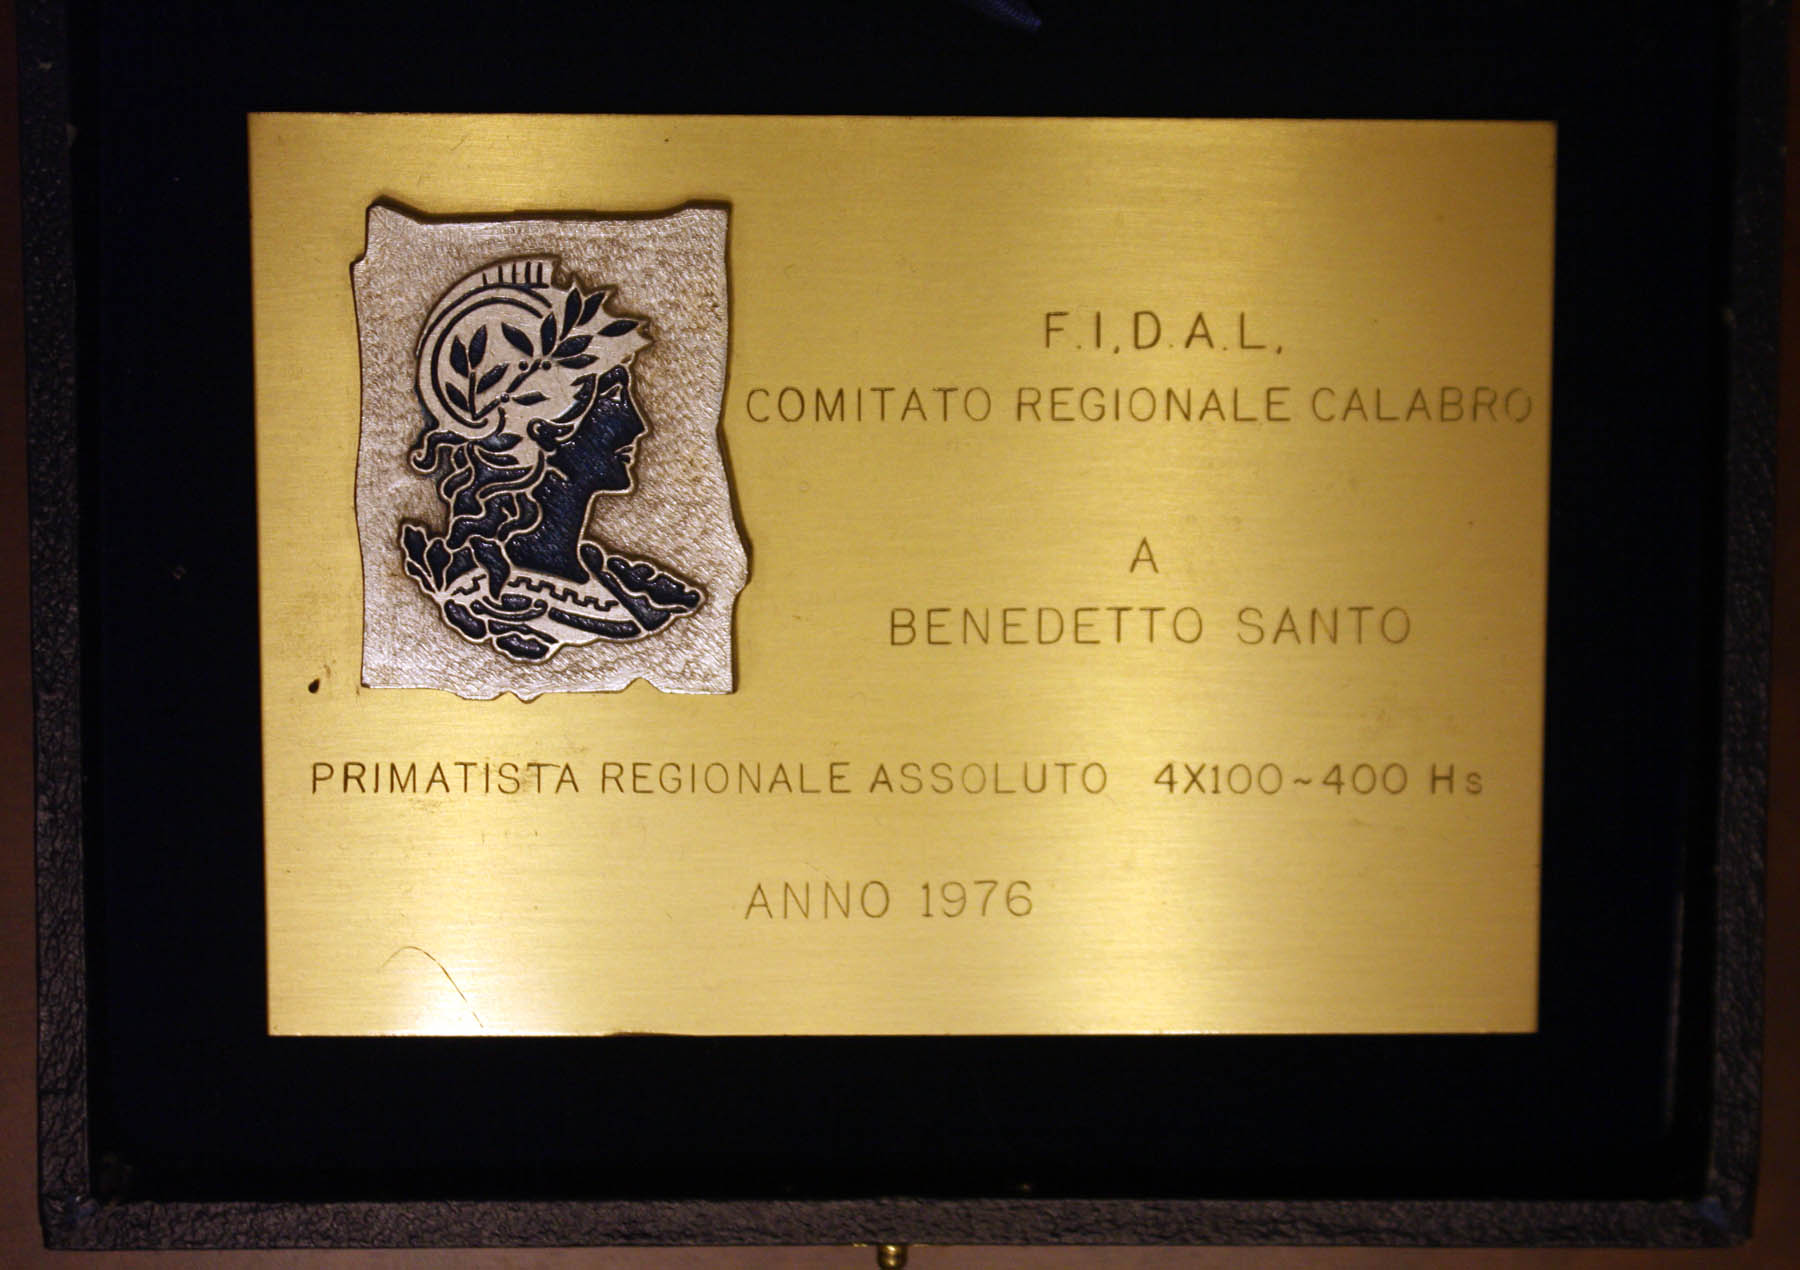 F.I.D.A.L.
COMITATO REGIONALE CALABRO
A
BENEDETTO SANTO
PRIMATISTA REGIONALE ASSOLUTO 4X100~400 Hs
ANNO 1976